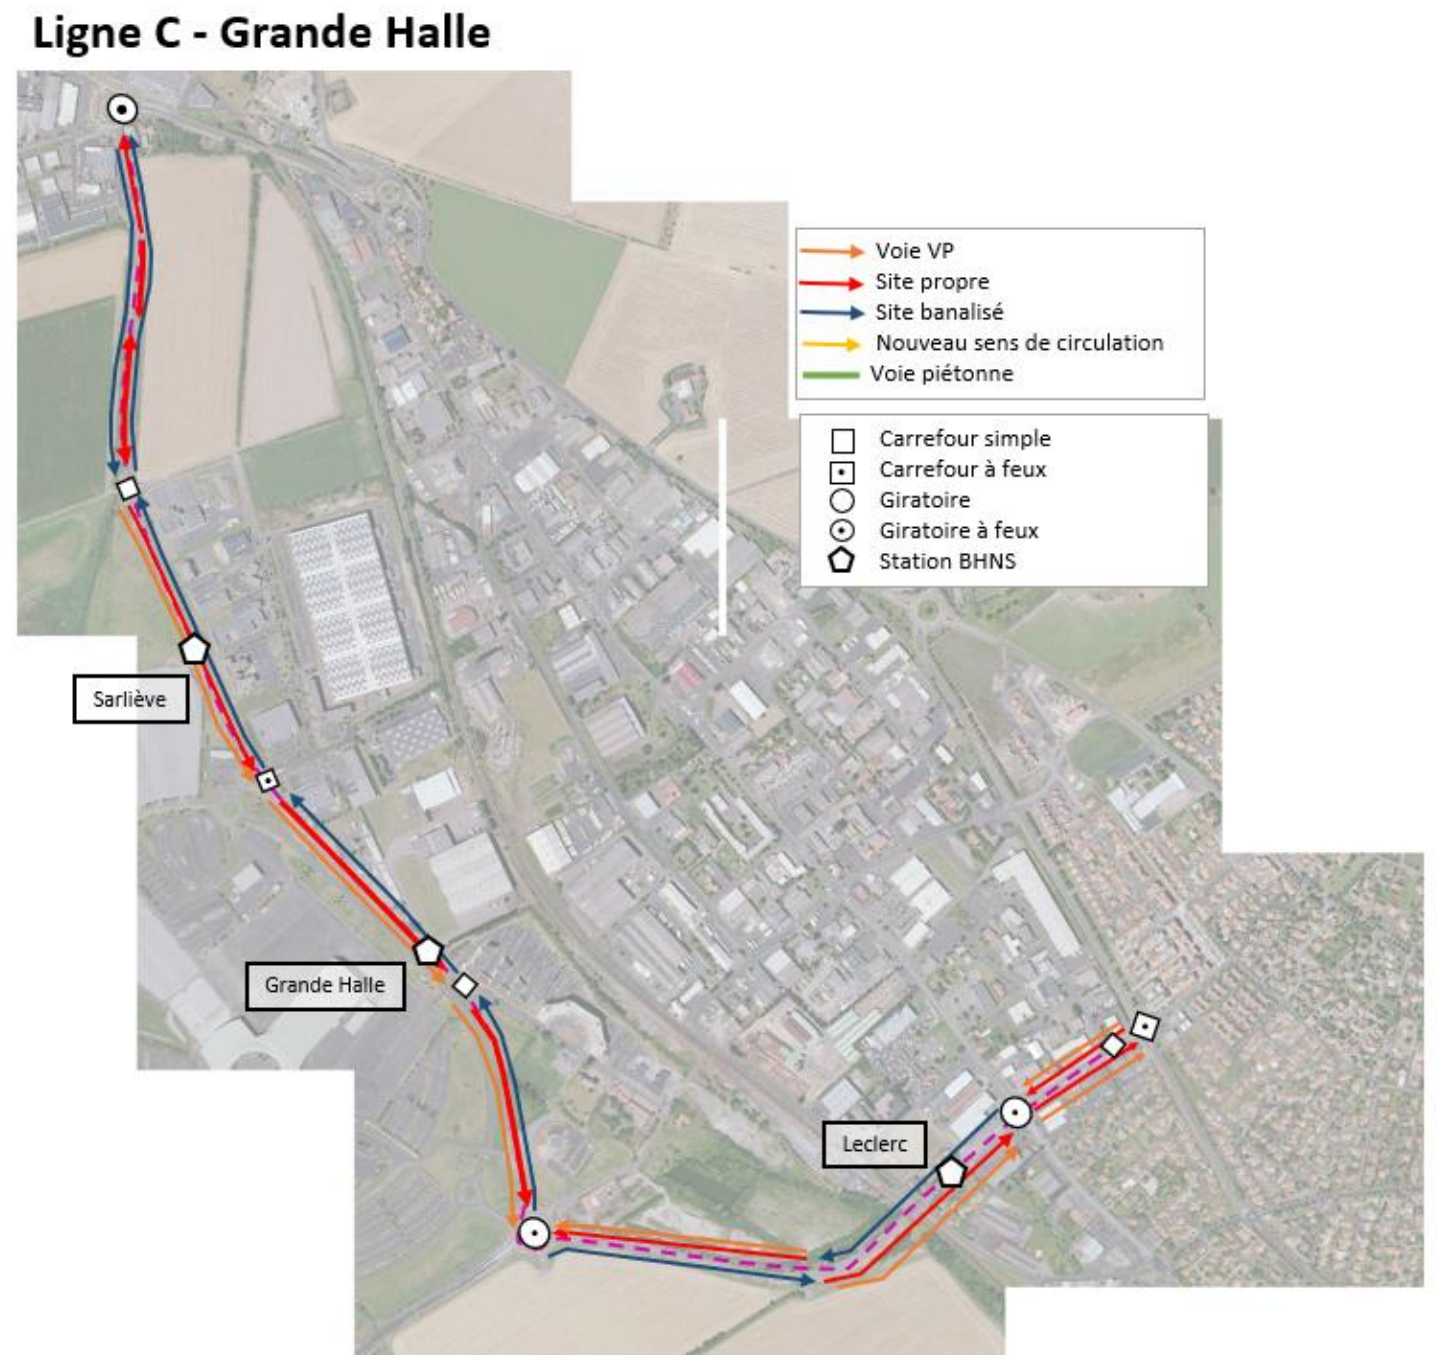 Ligne C - Grande Halle
Voie VP
Site propre
Site banalisé
Nouveau sens de circulation
Voie piétonne
Carrefour simple
Carrefour à feux
Giratoire
Giratoire à feux
Station BHNS
Sarliève
Grande Halle
Leclerc